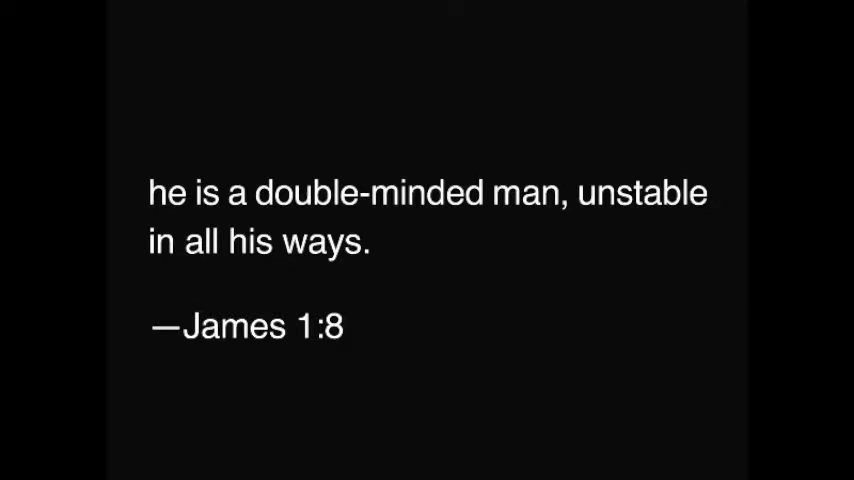 he is a double-minded man, unstable
in all his ways.
—James 1:8